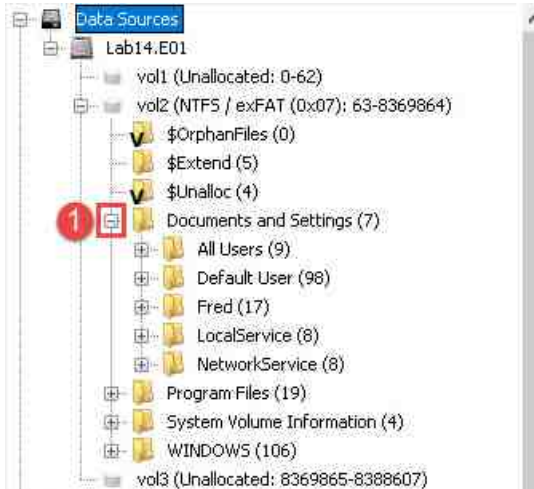 Data Sources
Lab14.E01
vol1 (Unallocated: 0-62)
vol2 (NTFS / exFAT (0x07): 63-8369864)
$OrphanFiles (0)
$Extend (5)
$Unalloc (4)
1 Documents and Settings (7)
All Users (9)
Default User (98)
Fred (17)
LocalService (8)
NetworkService (8)
Program Files (19)
System Volume Information (4)
WINDOWS (106)
vol3 (Unallocated: 8369865-8388607)